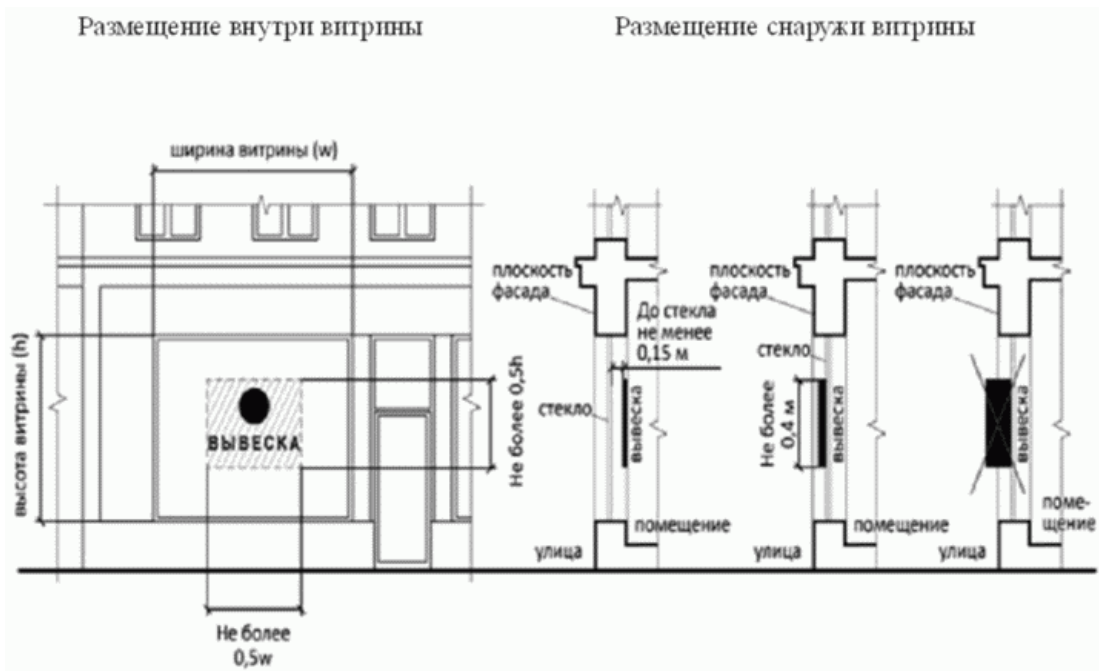 Размещение внутри витрины
Размещение снаружи витрины
ширина витрины (w)
высота витрины (h)
ВЫВЕСКА
Не более 0,5h
Не более
0,5w
плоскость
фасада
До стекла
не менее
0,15 м
стекло
вывеска
помещение
улица
плоскость
фасада
стекло
Не более
0,4 м
вывеска
помещение
улица
плоскость
фасада
вывеска
поме-
щение
улица